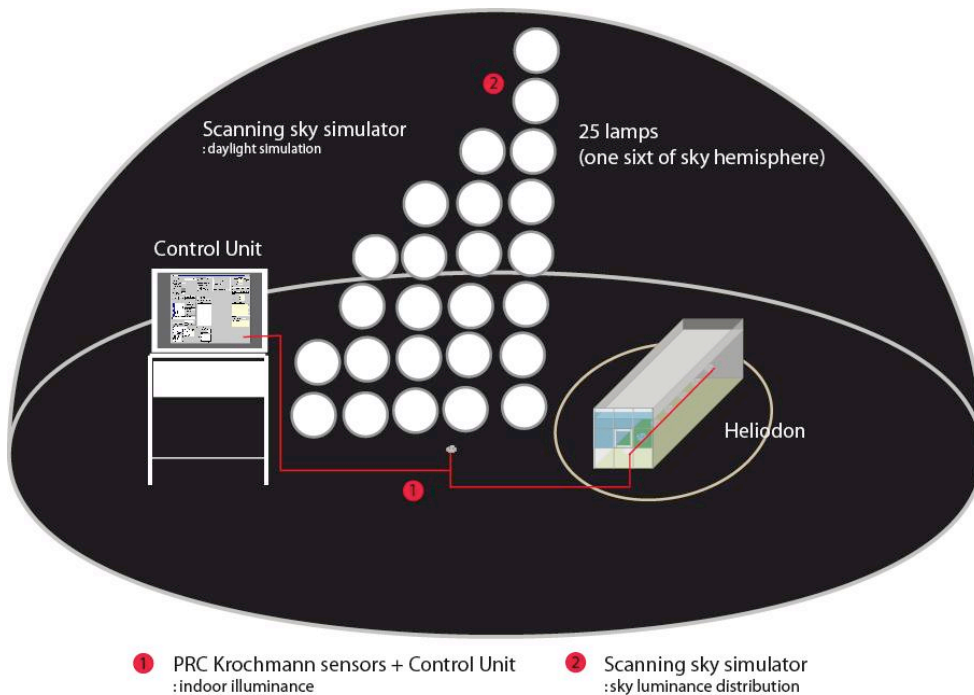 2
Scanning sky simulator
: daylight simulation
25 lamps
(one sixt of sky hemisphere)
Control Unit
Heliodon
1
1 PRC Krochmann sensors + Control Unit
: indoor illuminance
2 Scanning sky simulator
: sky luminance distribution